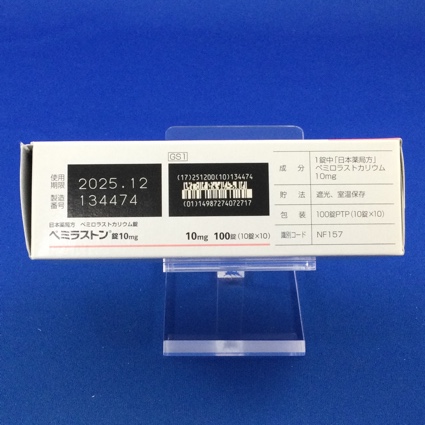 使用
期限
2025.12
製造
番号
134474
GS1
(17)251200(10)134474
(01)14987274072717
日本薬局方 ペミロラストカリウム錠
ペミラストン錠10mg
10mg 100錠(10錠×10)
成分
1錠中「日本薬局方」
ペミロラストカリウム
10mg
貯法
遮光、室温保存
包装
100錠PTP(10錠×10)
識別コード
NF157